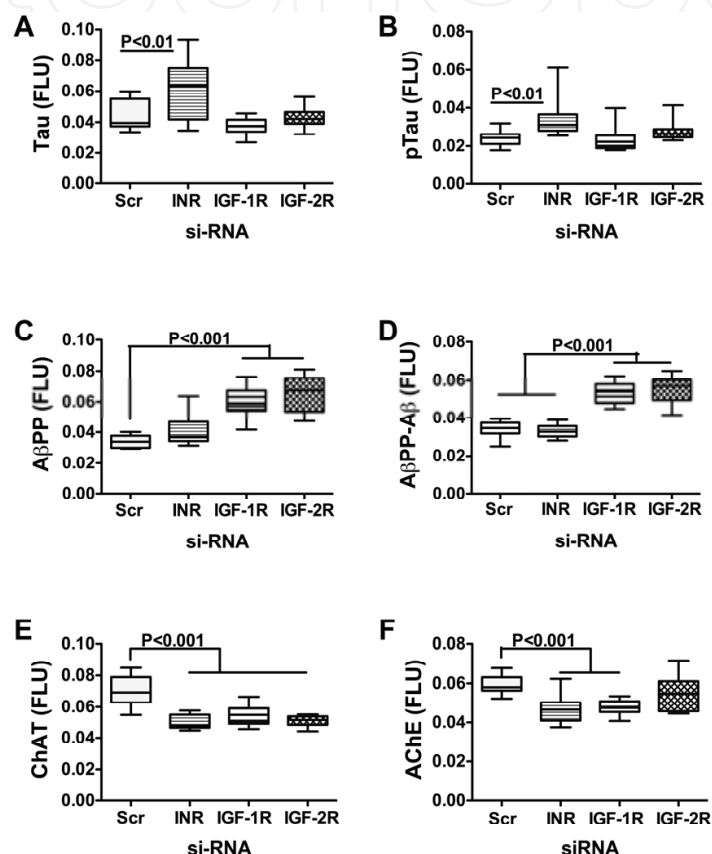 A
Tau (FLU)
0.10
0.08
0.06
0.04
0.02
0.00
P<0.01
Scr INR IGF-1R IGF-2R
si-RNA
B
pTau (FLU)
0.08
0.06
0.04
0.02
0.00
P<0.01
Scr INR IGF-1R IGF-2R
si-RNA
C
AβPP (FLU)
0.10
0.08
0.06
0.04
0.02
0.00
P<0.001
Scr INR IGF-1R IGF-2R
si-RNA
D
AβPP-Aβ (FLU)
0.08
0.06
0.04
0.02
0.00
P<0.001
Scr INR IGF-1R IGF-2R
si-RNA
E
ChAT (FLU)
0.10
0.08
0.06
0.04
0.02
0.00
P<0.001
Scr INR IGF-1R IGF-2R
si-RNA
F
AChE (FLU)
0.08
0.06
0.04
0.02
0.00
P<0.001
Scr INR IGF-1R IGF-2R
siRNA